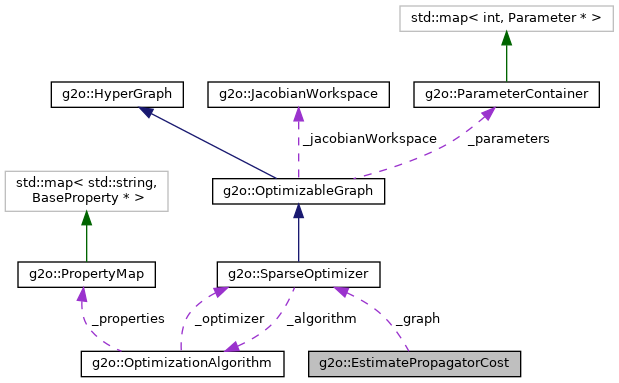 std::map< int, Parameter * >
g2o::HyperGraph
g2o::JacobianWorkspace
g2o::ParameterContainer
_jacobianWorkspace
_parameters
std::map< std::string,
BaseProperty * >
g2o::OptimizableGraph
g2o::PropertyMap
g2o::SparseOptimizer
_properties
_optimizer
_algorithm
_graph
g2o::OptimizationAlgorithm
g2o::EstimatePropagatorCost